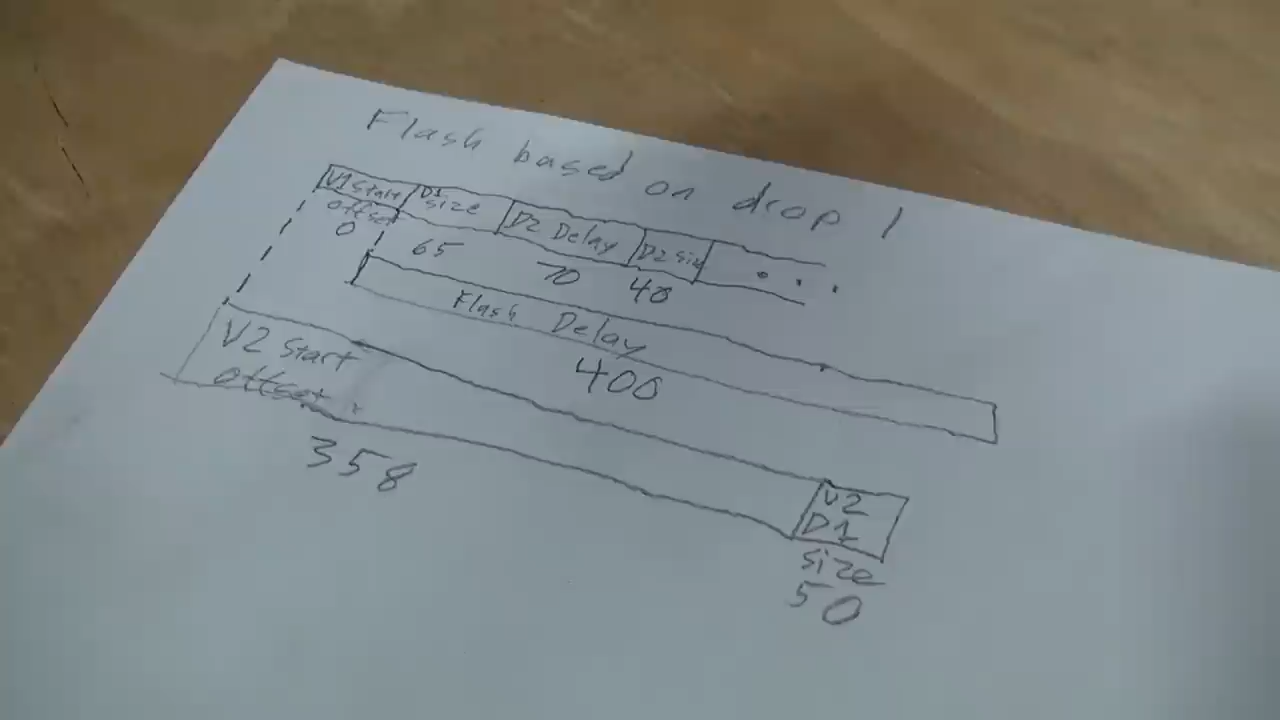 Flash based on drop 1
V1 Start D1 size D2 Delay D2 siz ...
offset
0 65 70 40
Flash Delay
400
V2 Start
offset
358
V2
D1
size
50